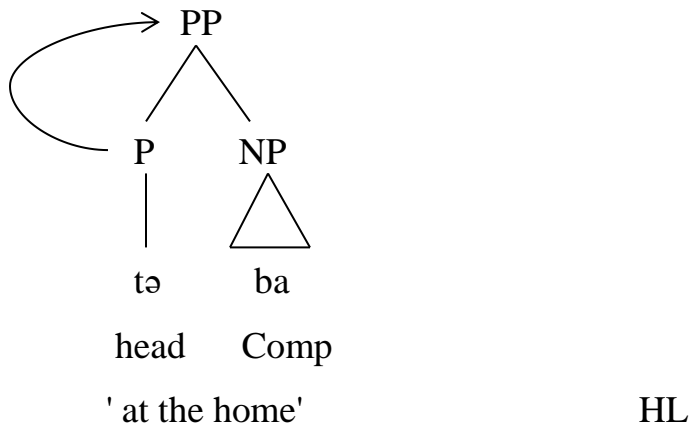 PP
P NP
tə ba
head Comp
' at the home' HL